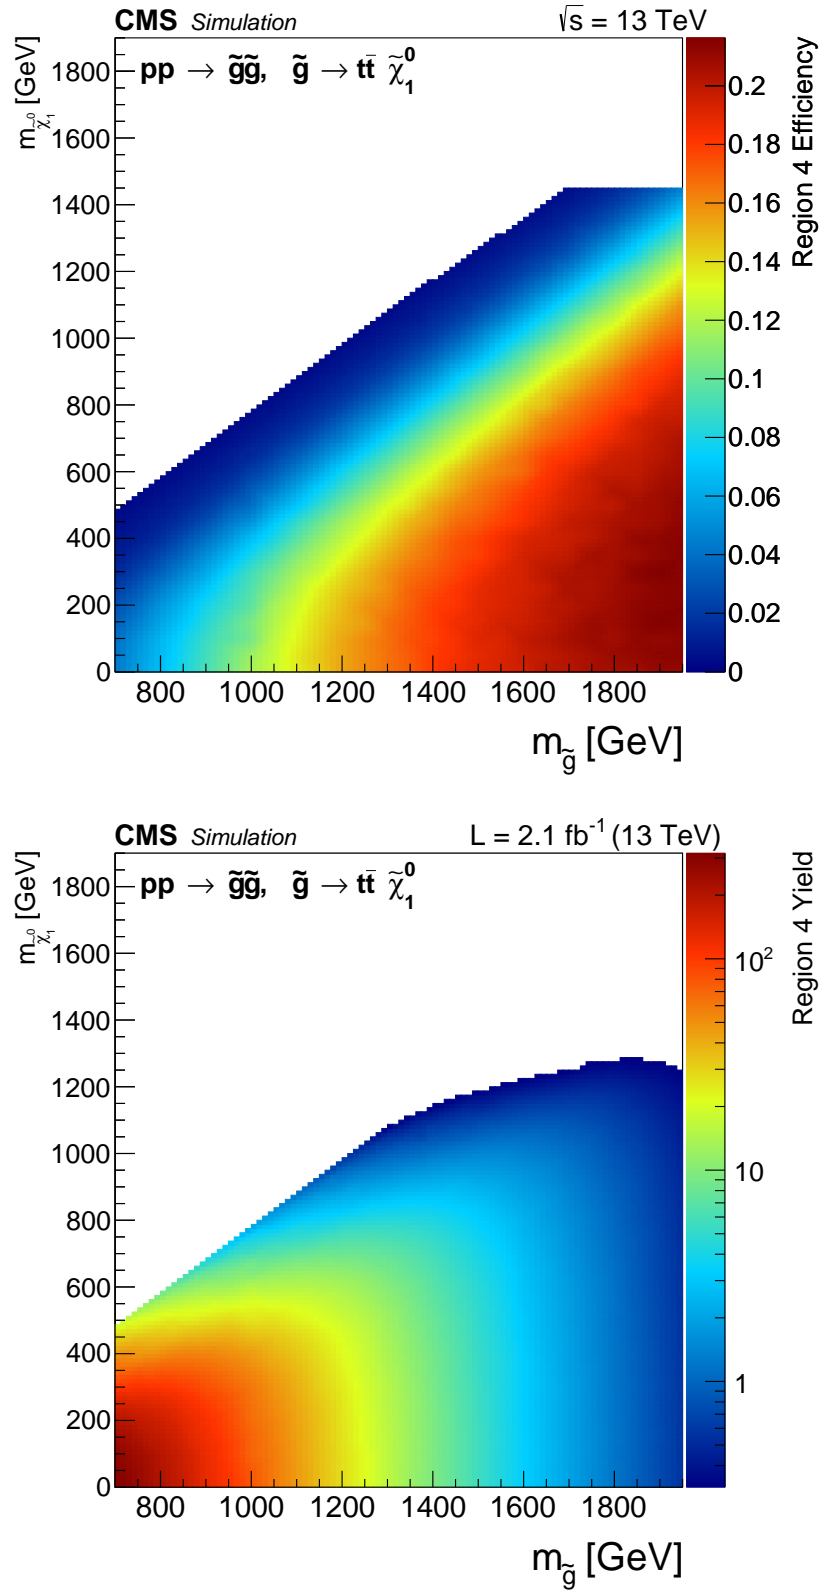 CMS Simulation √s = 13 TeV
pp → g̃g̃, g̃ → tt̄ χ̃₁⁰
m_χ̃₁⁰ [GeV]
1800
1600
1400
1200
1000
800
600
400
200
0
800 1000 1200 1400 1600 1800
m_g̃ [GeV]
0.2
0.18
0.16
0.14
0.12
0.1
0.08
0.06
0.04
0.02
0
Region 4 Efficiency
CMS Simulation L = 2.1 fb⁻¹ (13 TeV)
pp → g̃g̃, g̃ → tt̄ χ̃₁⁰
m_χ̃₁⁰ [GeV]
1800
1600
1400
1200
1000
800
600
400
200
0
800 1000 1200 1400 1600 1800
m_g̃ [GeV]
10²
10
1
Region 4 Yield